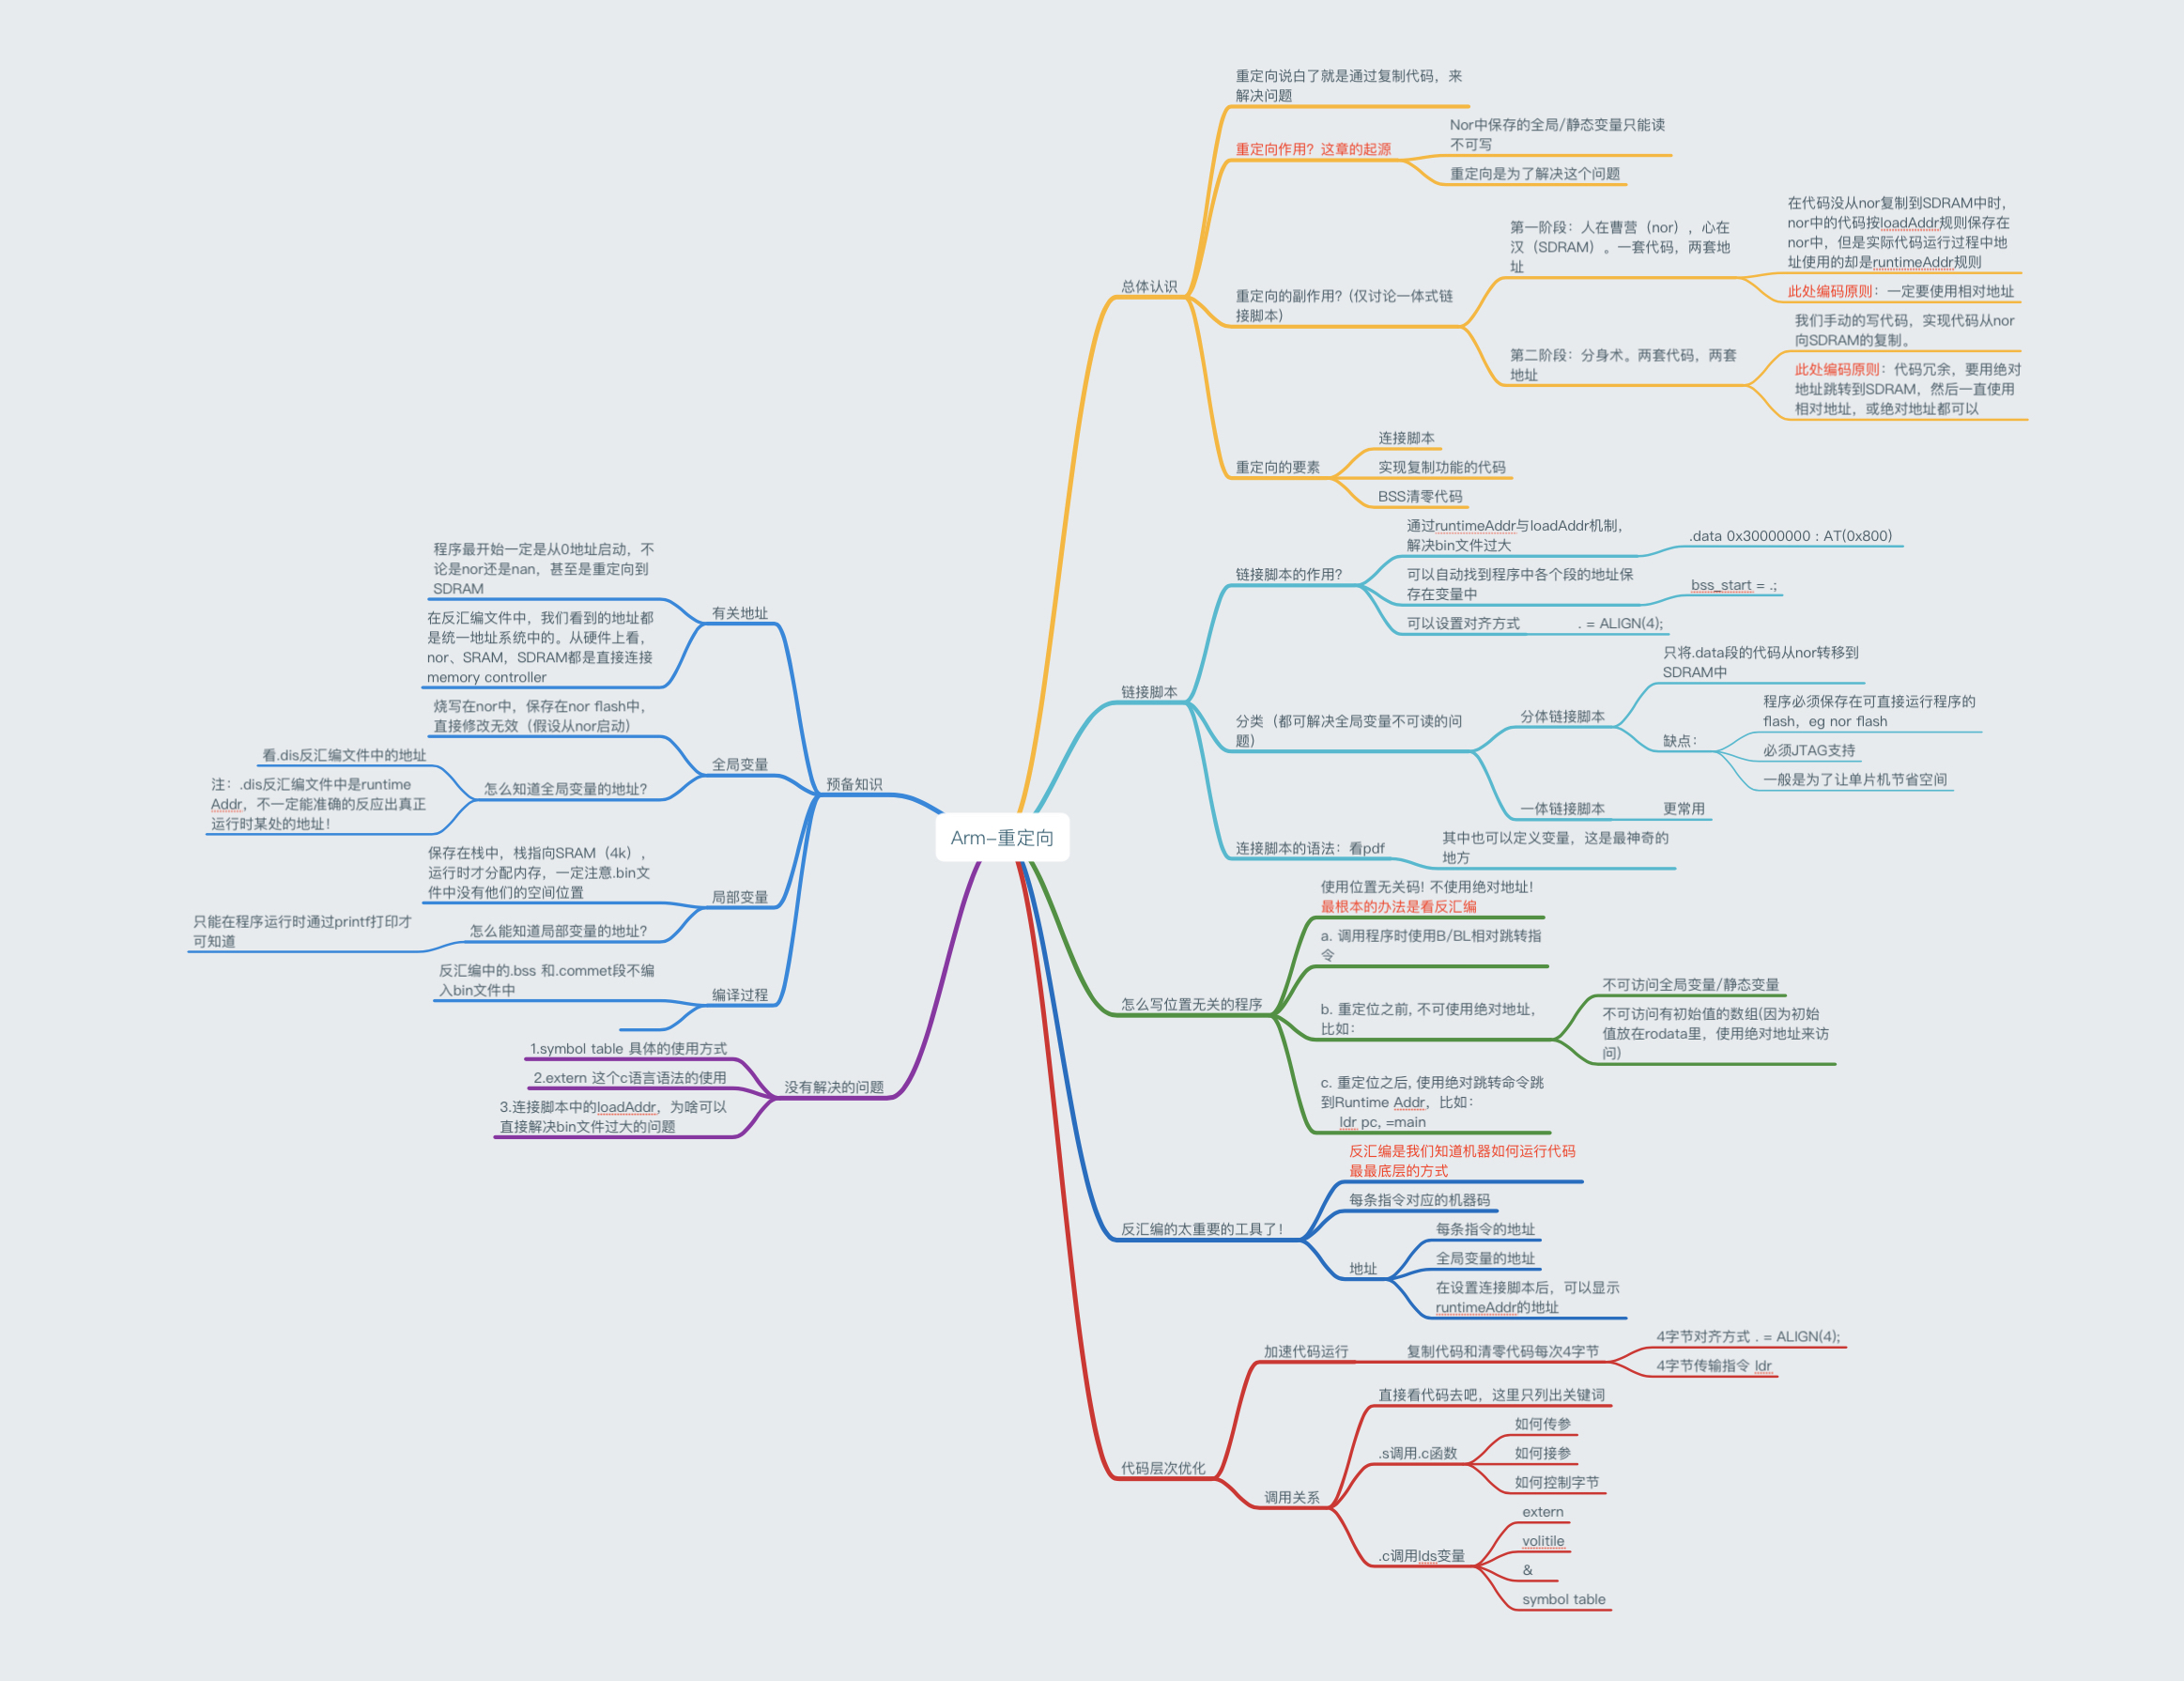 Arm-重定向
总体认识
重定向说白了就是通过复制代码，来
解决问题
重定向作用？这章的起源
Nor中保存的全局/静态变量只能读
不可写
重定向是为了解决这个问题
重定向的副作用？(仅讨论一体式链
接脚本)
第一阶段：人在曹营（nor），心在
汉（SDRAM）。一套代码，两套地
址
在代码没从nor复制到SDRAM中时，
nor中的代码按loadAddr规则保存在
nor中，但是实际代码运行过程中地
址使用的却是runtimeAddr规则
此处编码原则：一定要使用相对地址
第二阶段：分身术。两套代码，两套
地址
我们手动的写代码，实现代码从nor
向SDRAM的复制。
此处编码原则：代码冗余，要用绝对
地址跳转到SDRAM，然后一直使用
相对地址，或绝对地址都可以
重定向的要素
连接脚本
实现复制功能的代码
BSS清零代码
链接脚本
链接脚本的作用？
通过runtimeAddr与loadAddr机制，
解决bin文件过大
.data 0x30000000 : AT(0x800)
可以自动找到程序中各个段的地址保
存在变量中
bss_start = .;
可以设置对齐方式
. = ALIGN(4);
分类（都可解决全局变量不可读的问
题）
分体链接脚本
只将.data段的代码从nor转移到
SDRAM中
缺点：
程序必须保存在可直接运行程序的
flash，eg nor flash
必须JTAG支持
一般是为了让单片机节省空间
一体链接脚本
更常用
连接脚本的语法：看pdf
其中也可以定义变量，这是最神奇的
地方
怎么写位置无关的程序
使用位置无关码! 不使用绝对地址!
最根本的办法是看反汇编
a. 调用程序时使用B/BL相对跳转指
令
b. 重定位之前, 不可使用绝对地址，
比如：
不可访问全局变量/静态变量
不可访问有初始值的数组(因为初始
值放在rodata里，使用绝对地址来访
问)
c. 重定位之后, 使用绝对跳转命令跳
到Runtime Addr，比如：
ldr pc, =main
反汇编的太重要的工具了！
反汇编是我们知道机器如何运行代码
最最底层的方式
每条指令对应的机器码
地址
每条指令的地址
全局变量的地址
在设置连接脚本后，可以显示
runtimeAddr的地址
代码层次优化
加速代码运行
复制代码和清零代码每次4字节
4字节对齐方式 . = ALIGN(4);
4字节传输指令 ldr
调用关系
直接看代码去吧，这里只列出关键词
.s调用.c函数
如何传参
如何接参
如何控制字节
.c调用lds变量
extern
volitile
&
symbol table
预备知识
有关地址
程序最开始一定是从0地址启动，不
论是nor还是nan，甚至是重定向到
SDRAM
在反汇编文件中，我们看到的地址都
是统一地址系统中的。从硬件上看，
nor、SRAM，SDRAM都是直接连接
memory controller
全局变量
烧写在nor中，保存在nor flash中，
直接修改无效（假设从nor启动）
怎么知道全局变量的地址？
看.dis反汇编文件中的地址
注：.dis反汇编文件中是runtime
Addr，不一定能准确的反应出真正
运行时某处的地址！
局部变量
保存在栈中，栈指向SRAM（4k），
运行时才分配内存，一定注意.bin文
件中没有他们的空间位置
怎么能知道局部变量的地址？
只能在程序运行时通过printf打印才
可知道
编译过程
反汇编中的.bss 和.commet段不编
入bin文件中
没有解决的问题
1.symbol table 具体的使用方式
2.extern 这个c语言语法的使用
3.连接脚本中的loadAddr，为啥可以
直接解决bin文件过大的问题